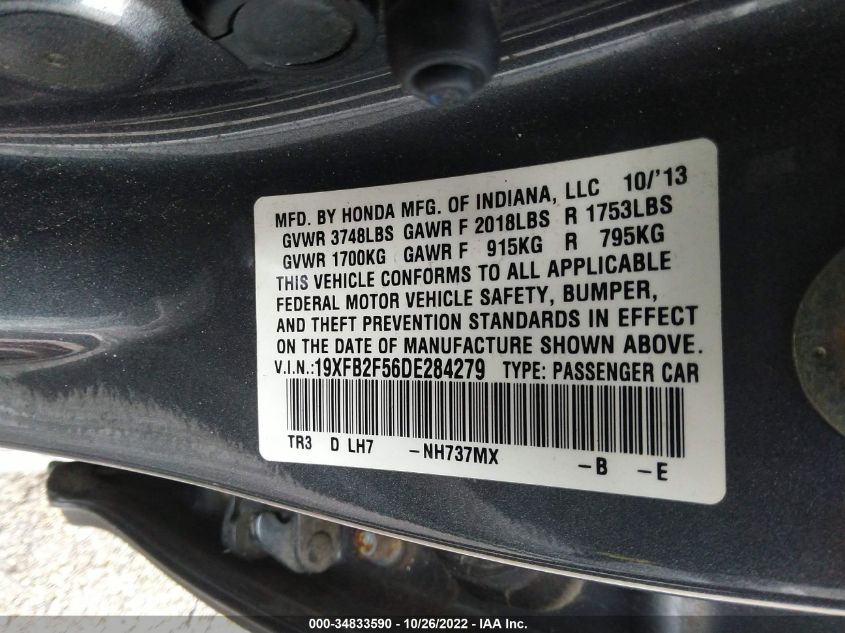 MFD. BY HONDA MFG. OF INDIANA, LLC 10/'13
GVWR 3748LBS GAWR F 2018LBS R 1753LBS
GVWR 1700KG GAWR F 915KG R 795KG
THIS VEHICLE CONFORMS TO ALL APPLICABLE
FEDERAL MOTOR VEHICLE SAFETY, BUMPER,
AND THEFT PREVENTION STANDARDS IN EFFECT
ON THE DATE OF MANUFACTURE SHOWN ABOVE.
V.I.N.:19XFB2F56DE284279 TYPE: PASSENGER CAR
TR3 D LH7 -NH737MX -B -E
000-34833590 - 10/26/2022 - IAA Inc.